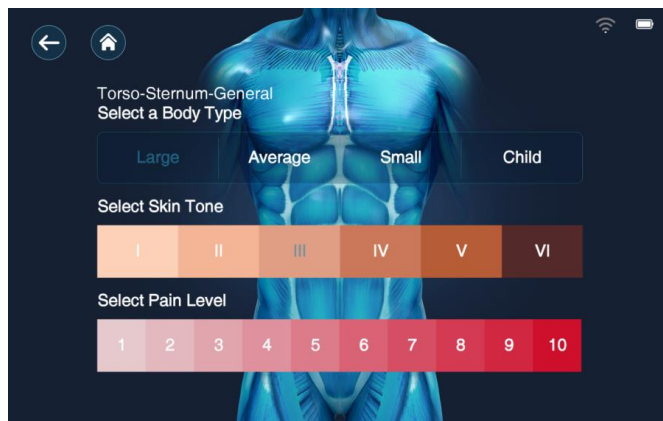 Torso-Sternum-General
Select a Body Type
Large Average Small Child
Select Skin Tone
I II III IV V VI
Select Pain Level
1 2 3 4 5 6 7 8 9 10